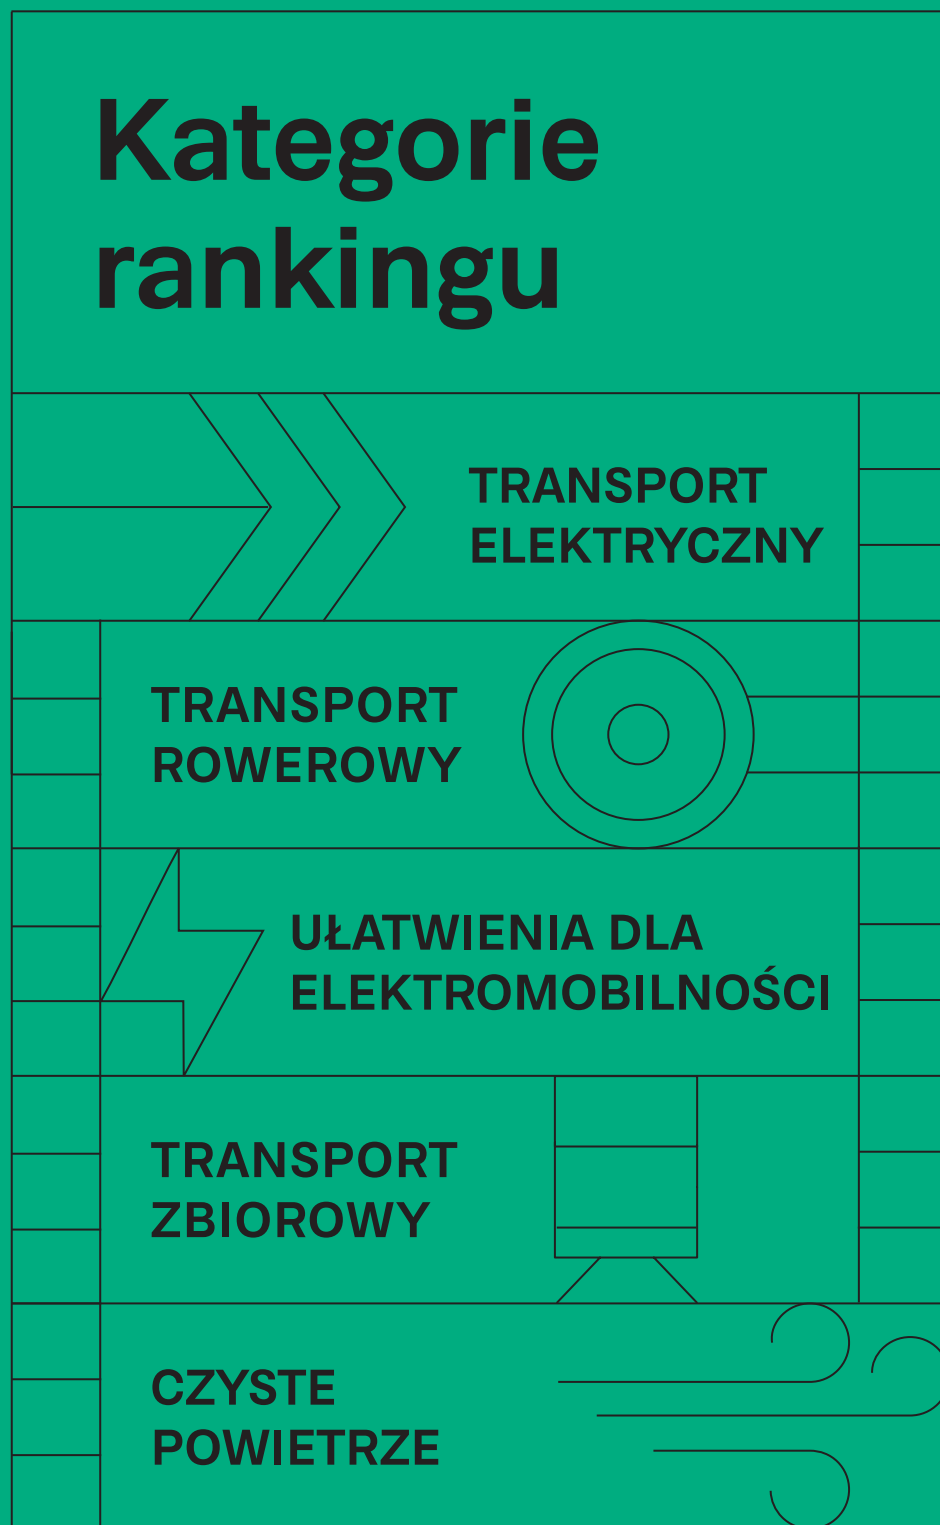 Kategorie
rankingu
TRANSPORT
ELEKTRYCZNY
TRANSPORT
ROWEROWY
UŁATWIENIA DLA
ELEKTROMOBILNOŚCI
TRANSPORT
ZBIOROWY
CZYSTE
POWIETRZE